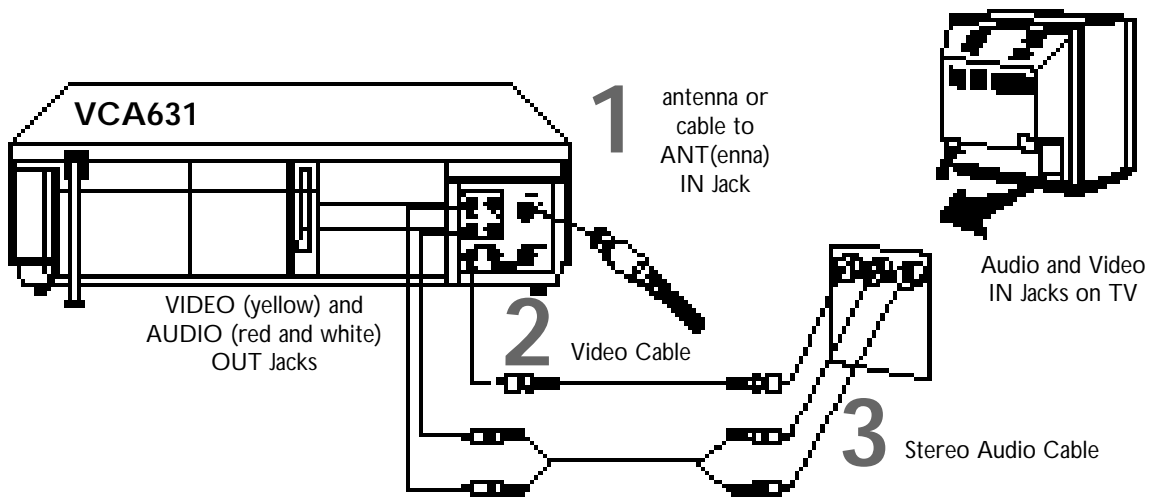 VCA631
1
antenna or
cable to
ANT(enna)
IN Jack
Audio and Video
IN Jacks on TV
VIDEO (yellow) and
AUDIO (red and white)
OUT Jacks
2
Video Cable
3
Stereo Audio Cable